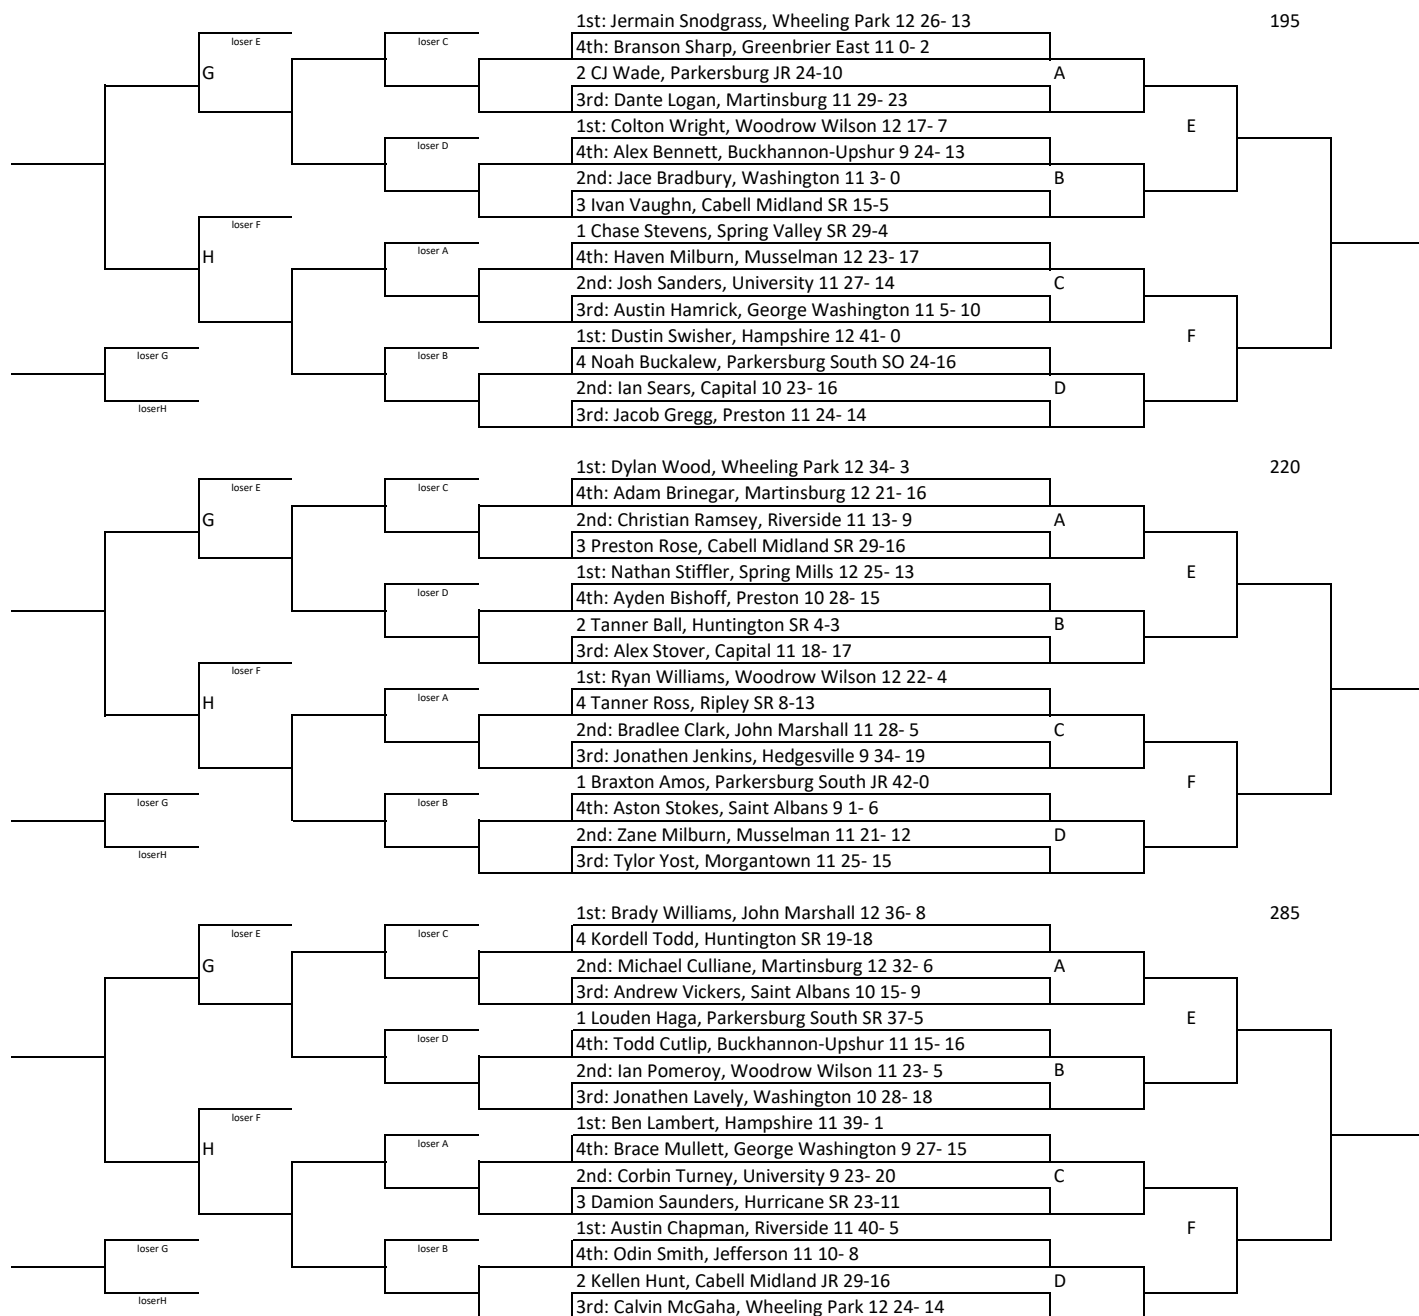 1st: Jermain Snodgrass, Wheeling Park 12 26- 13 195
loser E loser C 4th: Branson Sharp, Greenbrier East 11 0- 2
G 2 CJ Wade, Parkersburg JR 24-10 A
3rd: Dante Logan, Martinsburg 11 29- 23
1st: Colton Wright, Woodrow Wilson 12 17- 7 E
loser D 4th: Alex Bennett, Buckhannon-Upshur 9 24- 13
2nd: Jace Bradbury, Washington 11 3- 0 B
3 Ivan Vaughn, Cabell Midland SR 15-5
loser F 1 Chase Stevens, Spring Valley SR 29-4
H loser A 4th: Haven Milburn, Musselman 12 23- 17
2nd: Josh Sanders, University 11 27- 14 C
3rd: Austin Hamrick, George Washington 11 5- 10
1st: Dustin Swisher, Hampshire 12 41- 0 F
loser G loser B 4 Noah Buckalew, Parkersburg South SO 24-16
2nd: Ian Sears, Capital 10 23- 16 D
loserH 3rd: Jacob Gregg, Preston 11 24- 14
1st: Dylan Wood, Wheeling Park 12 34- 3 220
loser E loser C 4th: Adam Brinegar, Martinsburg 12 21- 16
G 2nd: Christian Ramsey, Riverside 11 13- 9 A
3 Preston Rose, Cabell Midland SR 29-16
1st: Nathan Stiffler, Spring Mills 12 25- 13 E
loser D 4th: Ayden Bishoff, Preston 10 28- 15
2 Tanner Ball, Huntington SR 4-3 B
3rd: Alex Stover, Capital 11 18- 17
loser F 1st: Ryan Williams, Woodrow Wilson 12 22- 4
H loser A 4 Tanner Ross, Ripley SR 8-13
2nd: Bradlee Clark, John Marshall 11 28- 5 C
3rd: Jonathen Jenkins, Hedgesville 9 34- 19
1 Braxton Amos, Parkersburg South JR 42-0 F
loser G loser B 4th: Aston Stokes, Saint Albans 9 1- 6
2nd: Zane Milburn, Musselman 11 21- 12 D
loserH 3rd: Tylor Yost, Morgantown 11 25- 15
1st: Brady Williams, John Marshall 12 36- 8 285
loser E loser C 4 Kordell Todd, Huntington SR 19-18
G 2nd: Michael Culliane, Martinsburg 12 32- 6 A
3rd: Andrew Vickers, Saint Albans 10 15- 9
1 Louden Haga, Parkersburg South SR 37-5 E
loser D 4th: Todd Cutlip, Buckhannon-Upshur 11 15- 16
2nd: Ian Pomeroy, Woodrow Wilson 11 23- 5 B
3rd: Jonathen Lavely, Washington 10 28- 18
loser F 1st: Ben Lambert, Hampshire 11 39- 1
H loser A 4th: Brace Mullett, George Washington 9 27- 15
2nd: Corbin Turney, University 9 23- 20 C
3 Damion Saunders, Hurricane SR 23-11
1st: Austin Chapman, Riverside 11 40- 5 F
loser G loser B 4th: Odin Smith, Jefferson 11 10- 8
2 Kellen Hunt, Cabell Midland JR 29-16 D
loserH 3rd: Calvin McGaha, Wheeling Park 12 24- 14